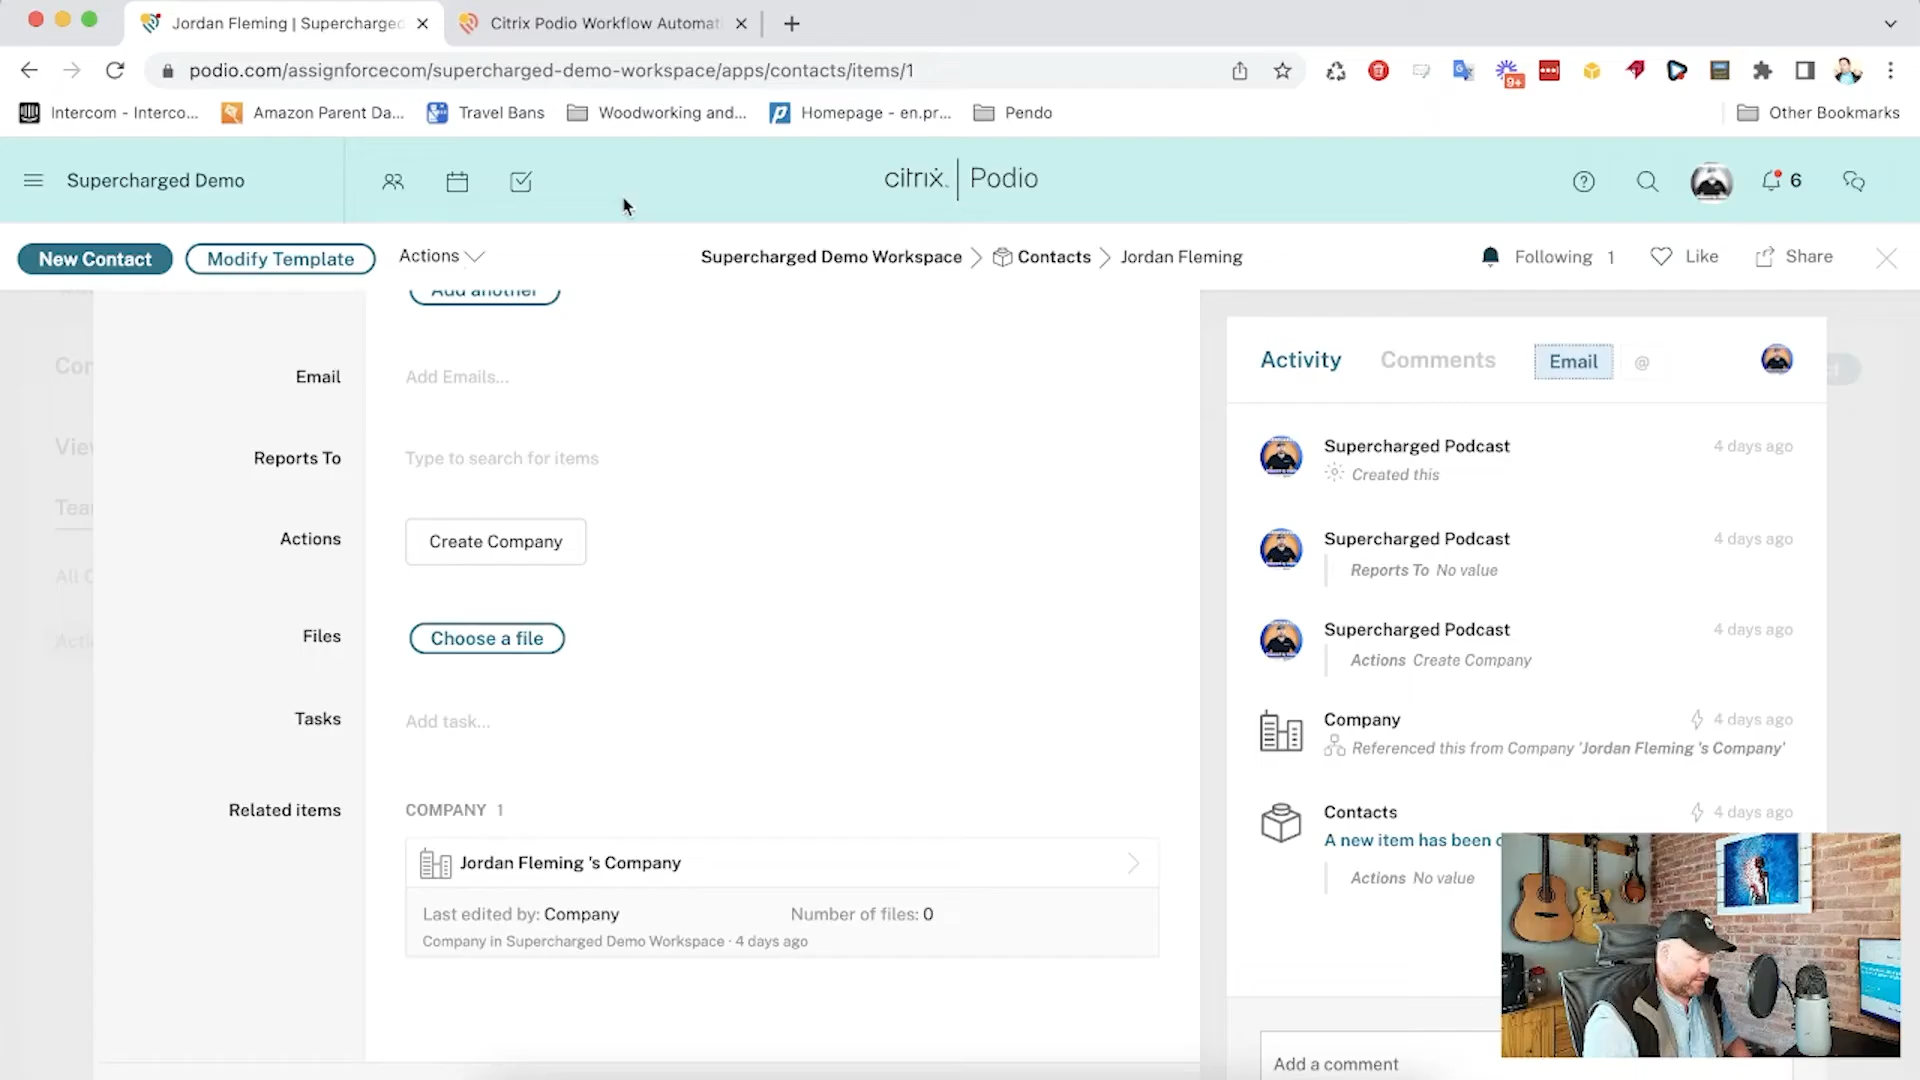 Jordan Fleming | Supercharged
Citrix Podio Workflow Automat
podio.com/assignforcecom/supercharged-demo-workspace/apps/contacts/items/1
9+
Intercom - Interco...
Amazon Parent Da...
Travel Bans
Woodworking and...
Homepage - en.pr...
Pendo
Other Bookmarks
Supercharged Demo
citrix. | Podio
6
New Contact
Modify Template
Actions
Supercharged Demo Workspace
Contacts
Jordan Fleming
Following 1
Like
Share
Add another
Email
Add Emails...
Reports To
Type to search for items
Actions
Create Company
Files
Choose a file
Tasks
Add task...
Related items
COMPANY 1
Jordan Fleming 's Company
Last edited by: Company
Number of files: 0
Company in Supercharged Demo Workspace · 4 days ago
Activity
Comments
Email
@
Supercharged Podcast
4 days ago
Created this
Supercharged Podcast
4 days ago
Reports To No value
Supercharged Podcast
4 days ago
Actions Create Company
Company
4 days ago
Referenced this from Company 'Jordan Fleming 's Company'
Contacts
4 days ago
A new item has been
Actions No value
Add a comment